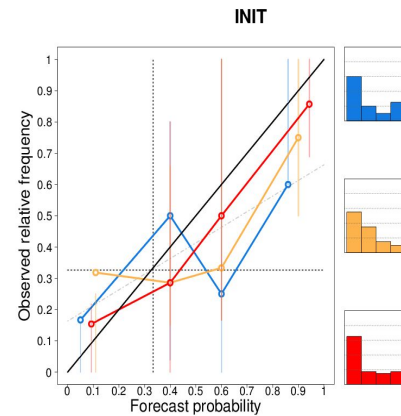 INIT
Observed relative frequency
1
0.9
0.8
0.7
0.6
0.5
0.4
0.3
0.2
0.1
0
0 0.1 0.2 0.3 0.4 0.5 0.6 0.7 0.8 0.9 1
Forecast probability